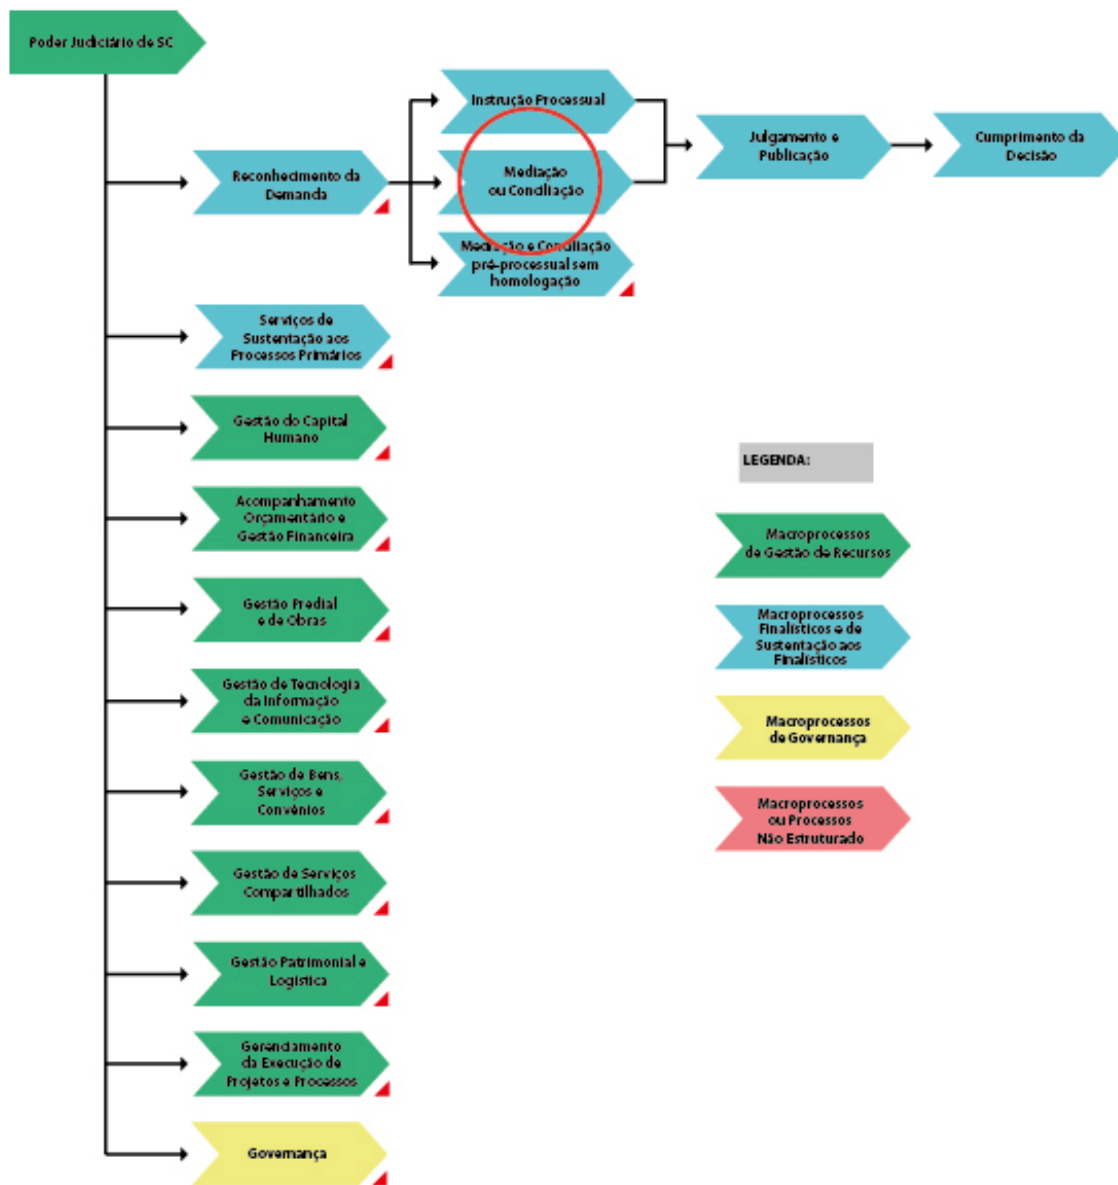 Poder Judiciário de SC
Instrução Processual
Mediação
ou Conciliação
Mediação e Conciliação
pré-processual sem
homologação
Julgamento e
Publicação
Cumprimento da
Decisão
Reconhecimento da
Demanda
Serviços de
Sustentação aos
Processos Primários
Gestão do Capital
Humano
Acompanhamento
Orçamentário e
Gestão Financeira
Gestão Predial
e de Obras
Gestão de Tecnologia
da Informação
e Comunicação
Gestão de Bens,
Serviços e
Convênios
Gestão de Serviços
Compartilhados
Gestão Patrimonial e
Logística
Gerenciamento
da Execução de
Projetos e Processos
Governança
LEGENDA:
Macroprocessos
de Gestão de Recursos
Macroprocessos
Finalísticos e de
Sustentação aos
Finalísticos
Macroprocessos
de Governança
Macroprocessos
ou Processos
Não Estruturado